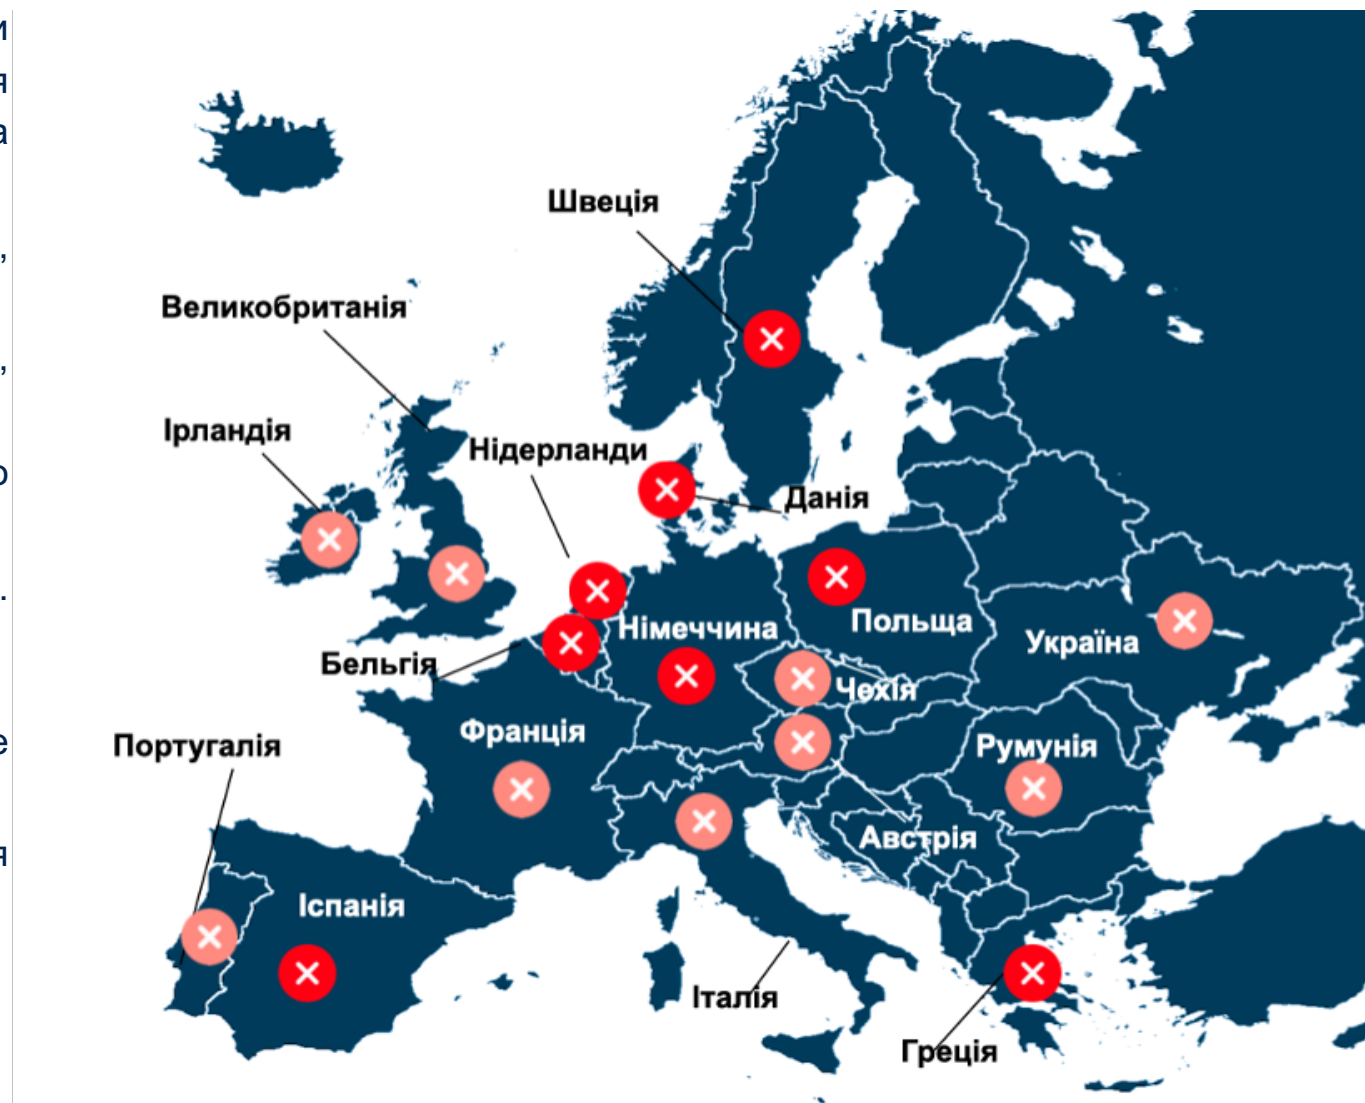 и
я
а
Швеція
,
Великобританія
,
Ірландія
Нідерланди
о
Данія
.
Німеччина
Польща
Україна
Бельгія
Чехія
Франція
е
Португалія
Румунія
Австрія
я
Іспанія
Італія
Греція